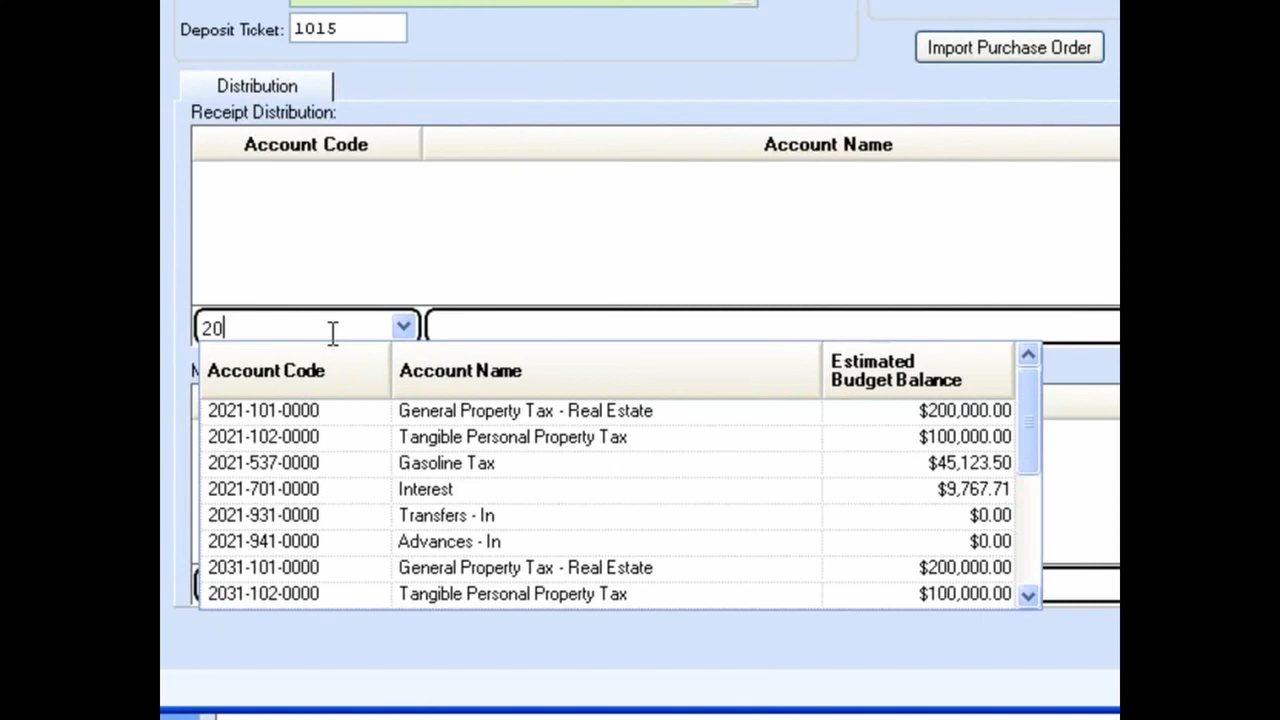 Deposit Ticket: 1015
Import Purchase Order
Distribution
Receipt Distribution:
Account Code Account Name
20
Account Code Account Name Estimated Budget Balance
2021-101-0000 General Property Tax - Real Estate $200,000.00
2021-102-0000 Tangible Personal Property Tax $100,000.00
2021-537-0000 Gasoline Tax $45,123.50
2021-701-0000 Interest $9,767.71
2021-931-0000 Transfers - In $0.00
2021-941-0000 Advances - In $0.00
2031-101-0000 General Property Tax - Real Estate $200,000.00
2031-102-0000 Tangible Personal Property Tax $100,000.00